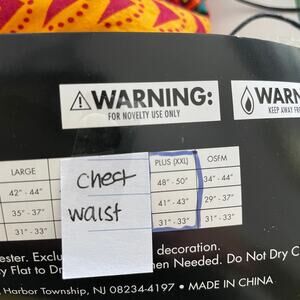 WARNING:
FOR NOVELTY USE ONLY
WARN
KEEP AWAY FR
LARGE PLUS (XXL) OSFM
42" - 44" chest 48" - 50" 34" - 44"
35" - 37" waist 41" - 43" 29" - 37"
31" - 33" 31" - 33" 31" - 33"
ester. Exclu decoration.
y Flat to Dr en Needed. Do Not Dry C
Harbor Township, NJ 08234-4197 • MADE IN CHINA